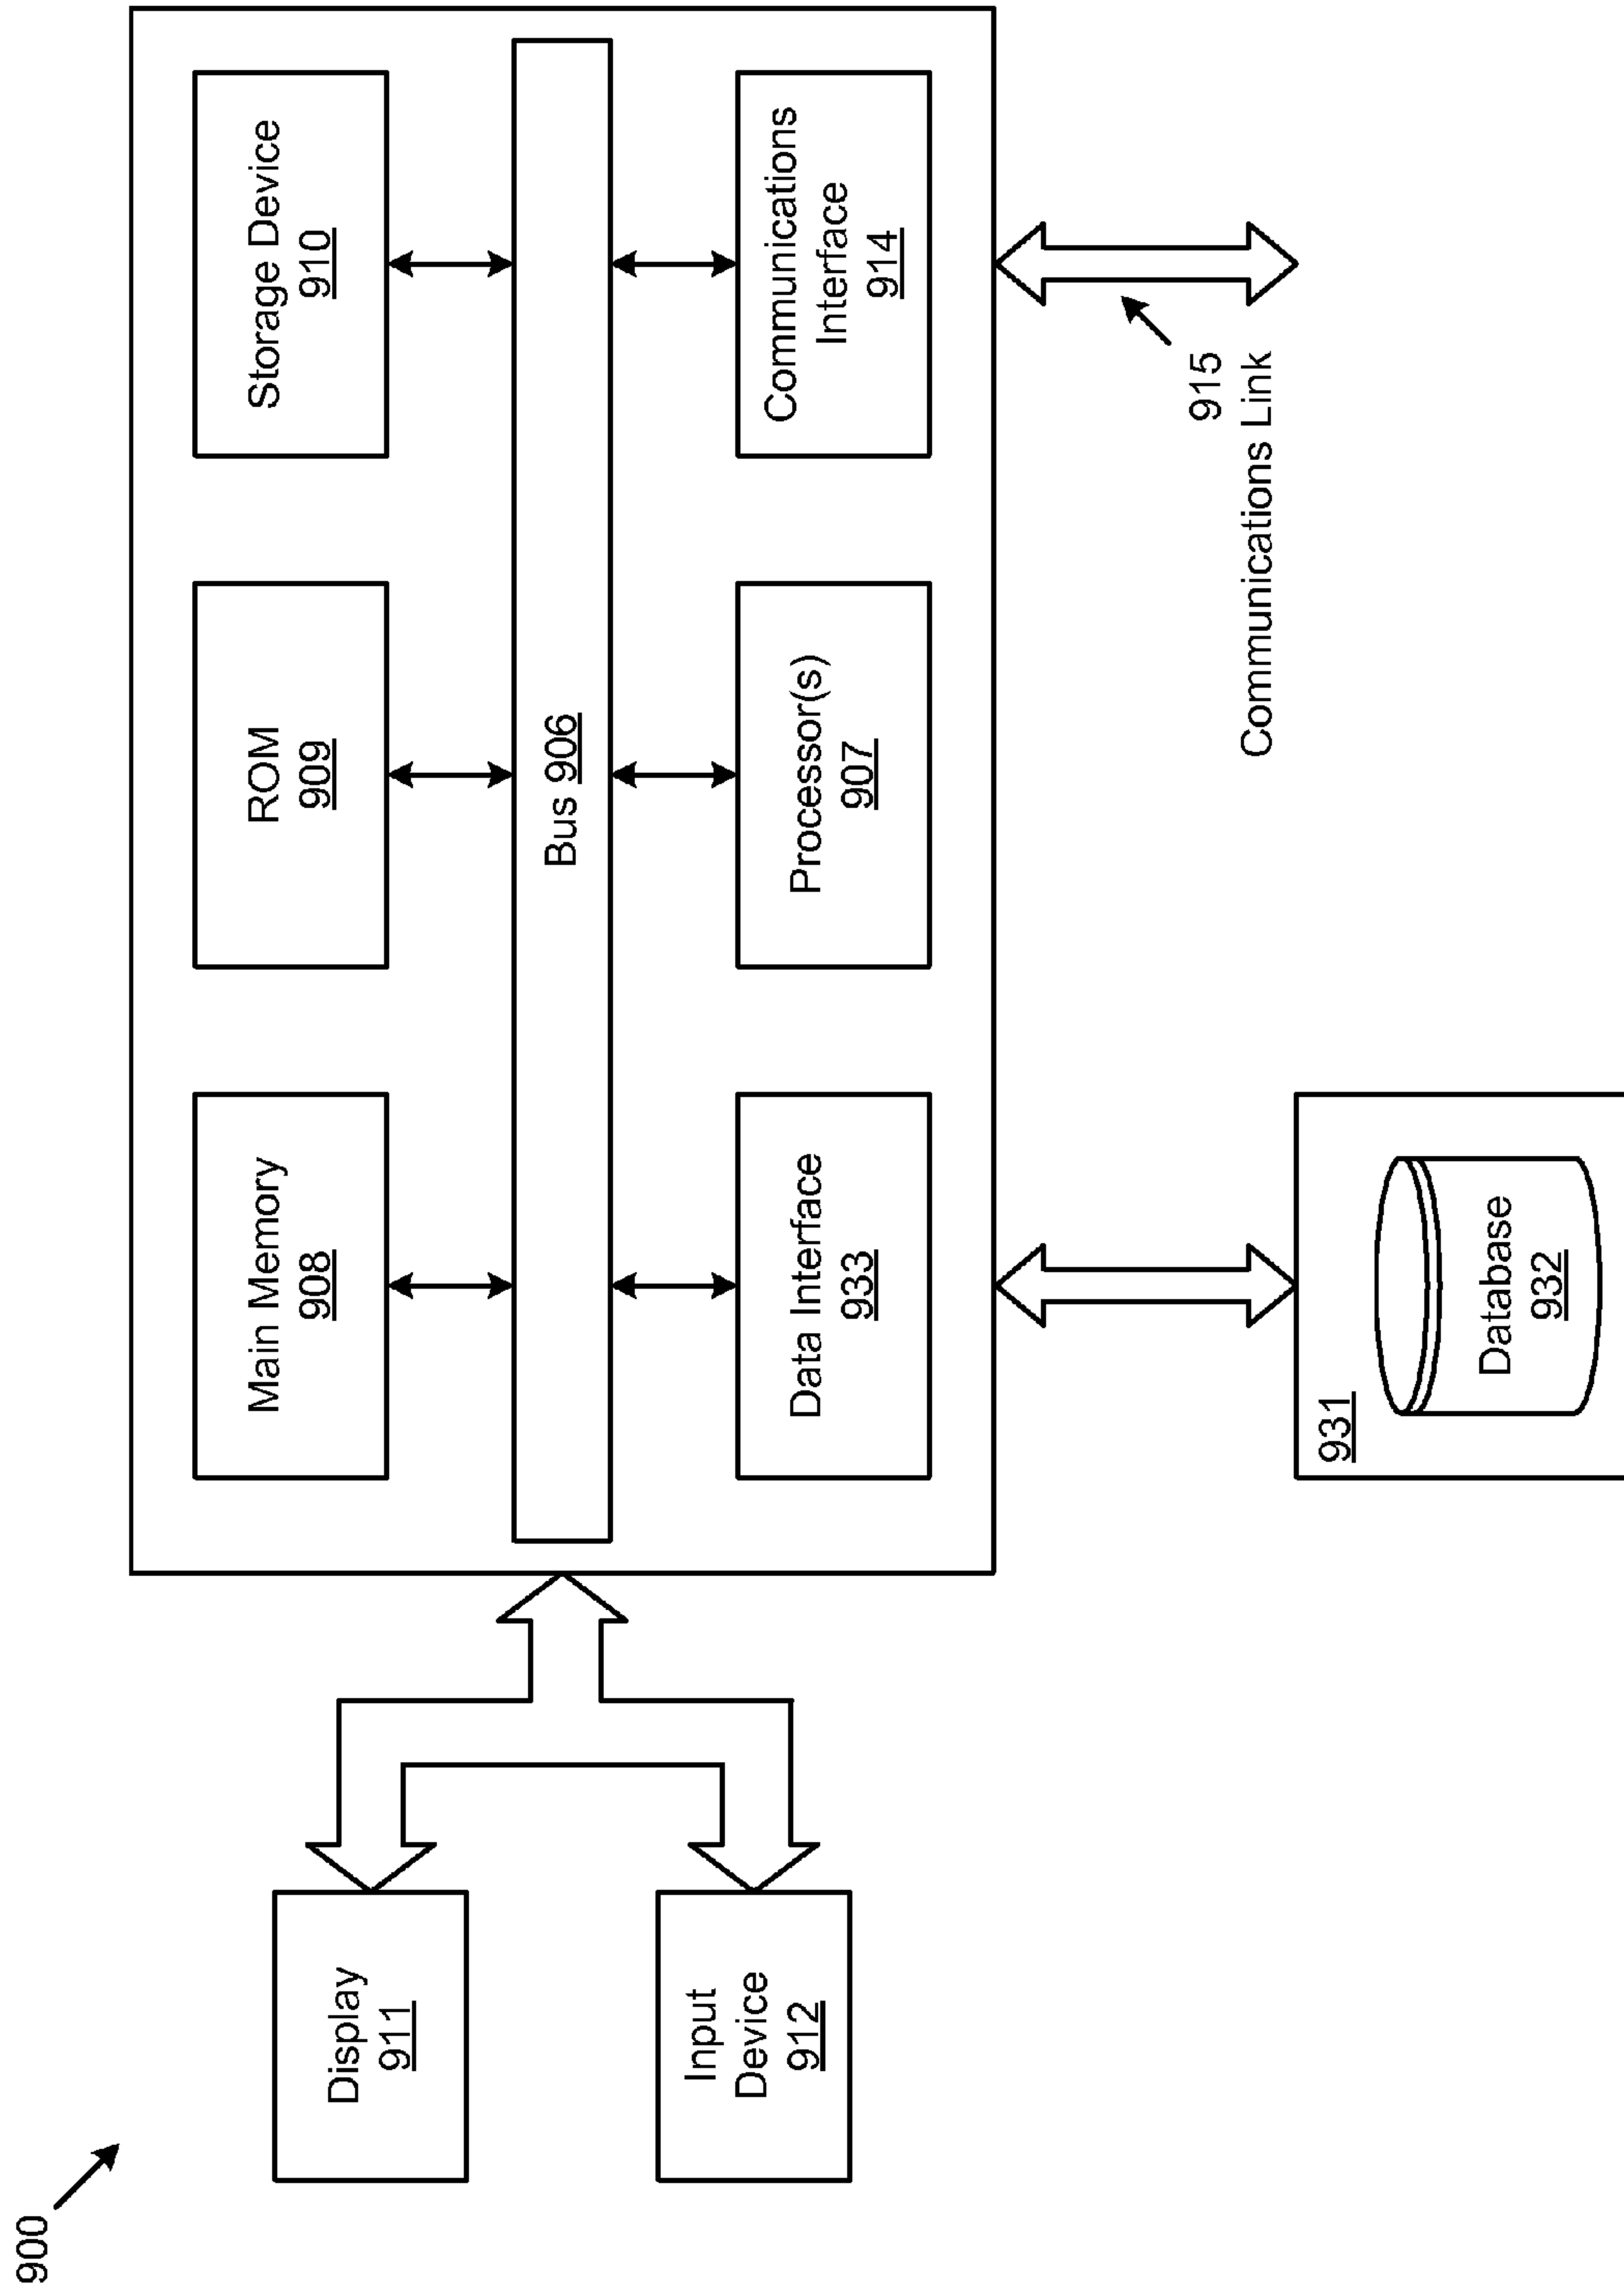 900
Main Memory
908
ROM
909
Storage Device
910
Display
911
Bus 906
Input
Device
912
Data Interface
933
Processor(s)
907
Communications
Interface
914
915
Communications Link
931
Database
932